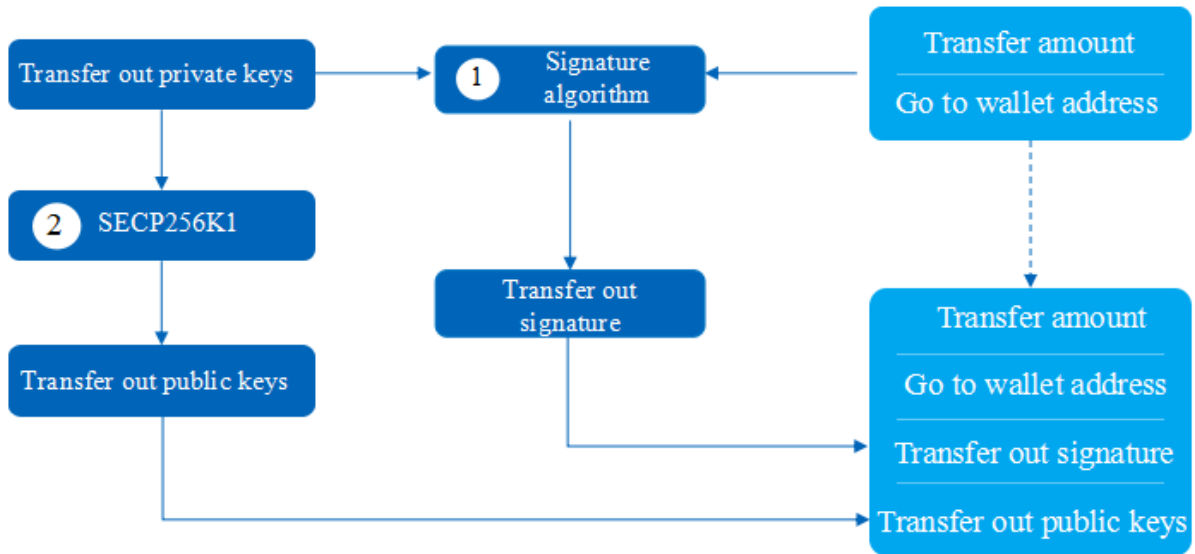 Transfer out private keys
1
Signature
algorithm
Transfer amount
Go to wallet address
2
SECP256K1
Transfer out
signature
Transfer out public keys
Transfer amount
Go to wallet address
Transfer out signature
Transfer out public keys